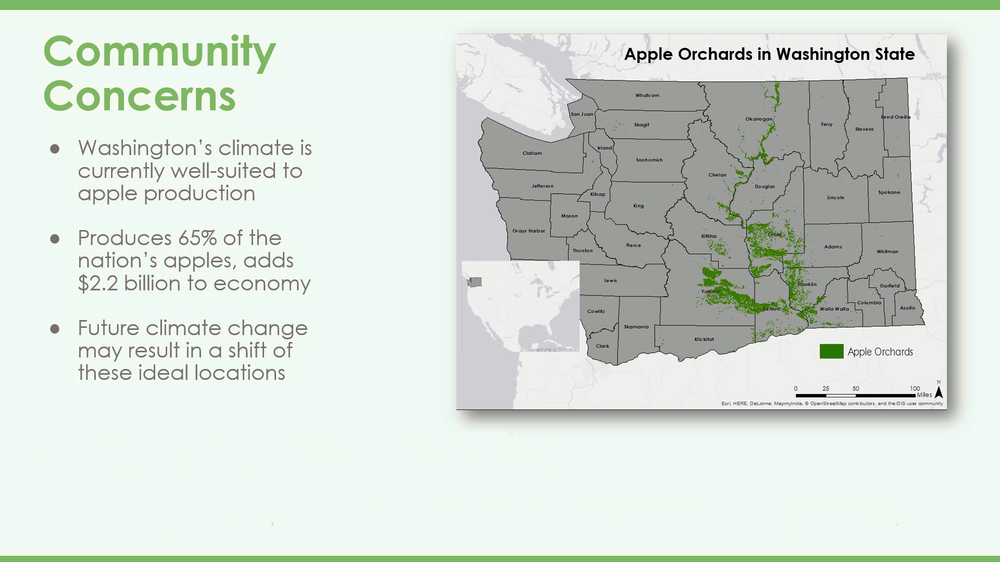 Community
Concerns
● Washington’s climate is
currently well-suited to
apple production
● Produces 65% of the
nation’s apples, adds
$2.2 billion to economy
● Future climate change
may result in a shift of
these ideal locations
Apple Orchards in Washington State
CANADA
CANADA
CANADA
UNITED STATES
Whatcom
San Juan
Skagit
Okanogan
Ferry
Stevens
Pend Oreille
Clallam
Island
Snohomish
Chelan
Douglas
Jefferson
Kitsap
King
Lincoln
Spokane
Mason
Grays Harbor
Kittitas
Grant
Pierce
Thurston
Adams
Whitman
Lewis
Yakima
Franklin
Garfield
Columbia
Cowlitz
Benton
Walla Walla
Asotin
Skamania
Klickitat
Clark
Apple Orchards
0 25 50 100
Miles
N
Esri, HERE, DeLorme, MapmyIndia, © OpenStreetMap contributors, and the GIS user community